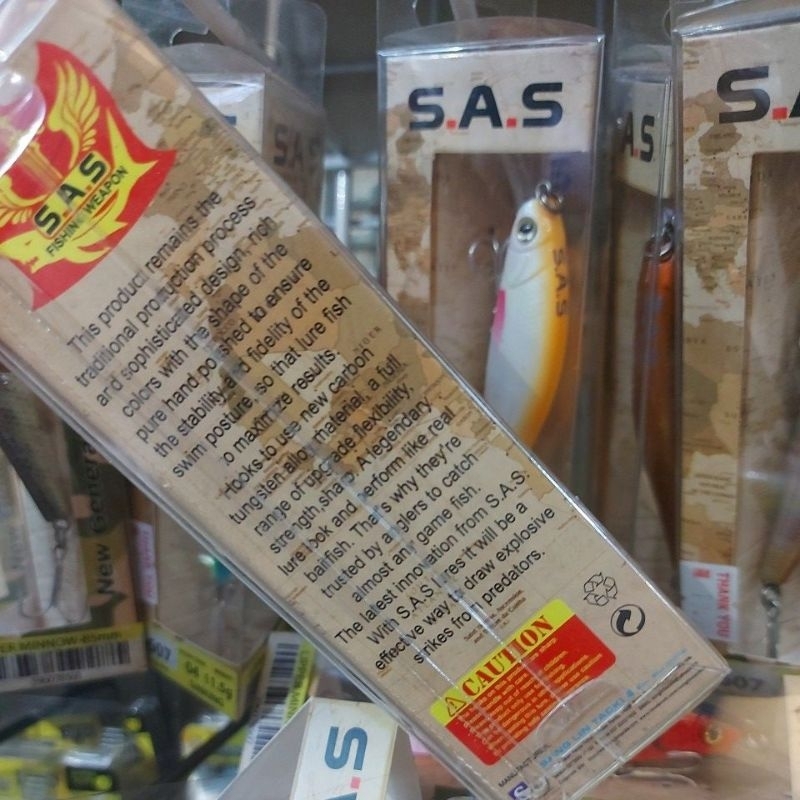 S.A.S
FISHING WEAPON
This product remains the
traditional production process
and sophisticated design, rich
colors with the shape of the
pure hand polished to ensure
the stability and fidelity of the
swim posture, so that lure fish
to maximize results.
Hooks to use new carbon
tungsten alloy material, a full
range of upgrade flexibility,
strength, sharp. A legendary
lure look and perform like real
baitfish. That's why they're
trusted by anglers to catch
almost any game fish.
The latest innovation from S.A.S.
With S.A.S. lures it will be a
effective way to draw explosive
strikes from predators.
CAUTION
S.A.S
S.A.S
A.S
S.A.S
S.A
THANK YOU
New Genera
ER MINNOW-85mm